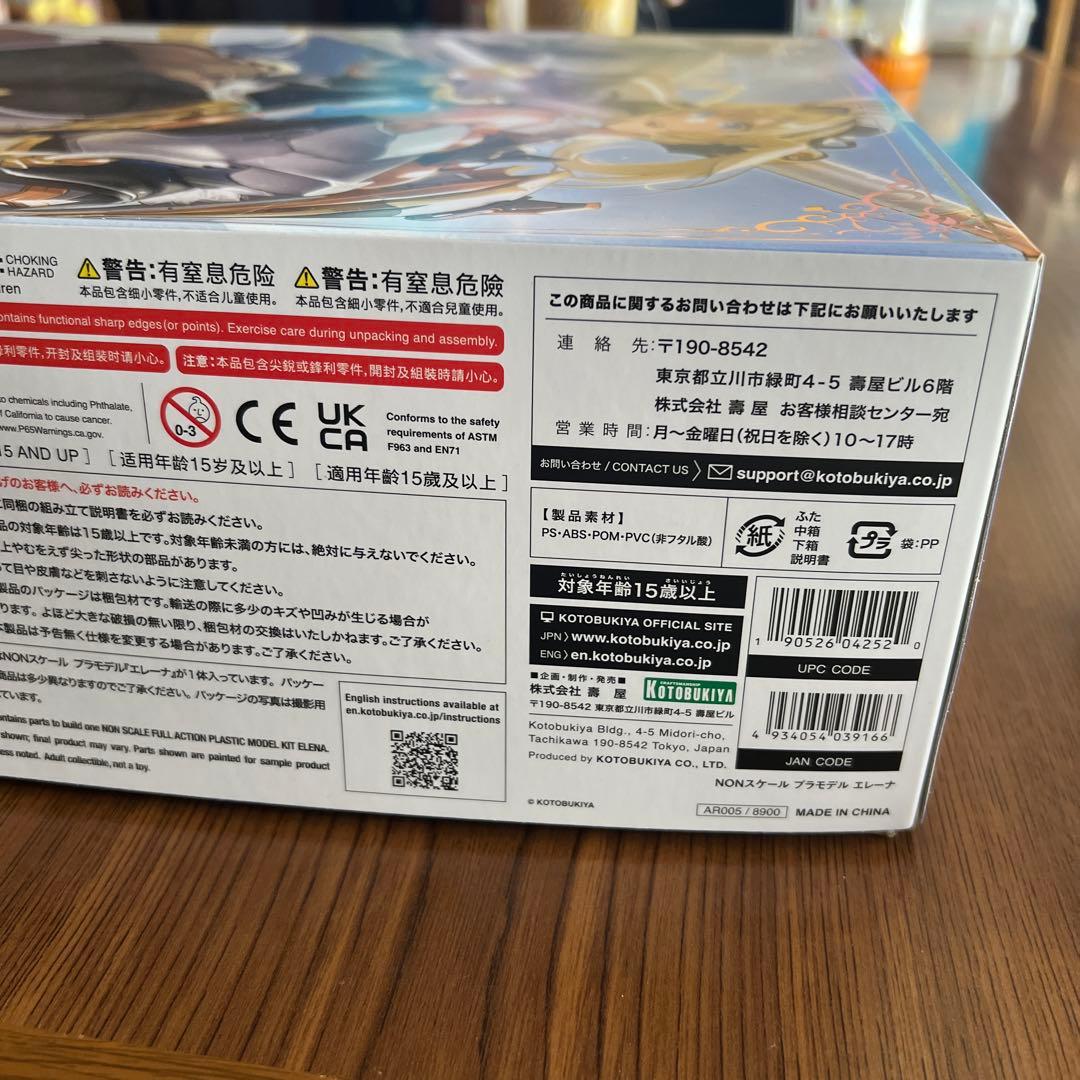 CHOKING
HAZARD
⚠警告:有窒息危险
本品包含细小零件,不适合儿童使用。
⚠警告:有窒息危險
本品包含細小零件,不適合兒童使用。
contains functional sharp edges (or points). Exercise care during unpacking and assembly.
利零件,开封及组装时请小心。
注意:本品包含尖銳或鋒利零件,開封及組裝時請小心。
to chemicals including Phthalate,
of California to cause cancer.
www.P65Warnings.ca.gov.
0-3
CE
UK
CA
Conforms to the safety
requirements of ASTM
F963 and EN71
15 AND UP]
[适用年龄15岁及以上]
[適用年齡15歲及以上]
げのお客様へ、必ずお読みください。
に同梱の組み立て説明書を必ずお読みください。
品の対象年齢は15歳以上です。対象年齢未満の方には、絶対に与えないでください。
上やむをえず尖った形状の部品があります。
って目や皮膚などを刺さないように注意してください。
製品のパッケージは梱包材です。輸送の際に多少のキズや凹みが生じる場合が
ります。よほど大きな破損の無い限り、梱包材の交換はいたしかねます。ご了承ください。
本製品は予告無く仕様を変更する場合があります。ご了承ください。
NONスケール プラモデル『エレーナ』が1体入っています。パッケー
商品は多少異なりますのでご了承ください。パッケージの写真は撮影用
ています。
contains parts to build one NON SCALE FULL ACTION PLASTIC MODEL KIT ELENA.
shown; final product may vary. Parts shown are painted for sample product
noted. Adult collectible, not a toy.
English instructions available at
en.kotobukiya.co.jp/instructions
この商品に関するお問い合わせは下記にお願いいたします
連絡先:〒190-8542
東京都立川市緑町4-5 壽屋ビル6階
株式会社 壽屋 お客様相談センター宛
営業時間:月〜金曜日(祝日を除く)10〜17時
お問い合わせ / CONTACT US 〉 support@kotobukiya.co.jp
【製品素材】
PS・ABS・POM・PVC(非フタル酸)
紙
ふた
中箱
下箱
説明書
プラ
袋:PP
たいしょうねんれい さいいじょう
対象年齢15歳以上
KOTOBUKIYA OFFICIAL SITE
JPN〉www.kotobukiya.co.jp
ENG〉en.kotobukiya.co.jp
■企画・制作・発売■
株式会社 壽屋
CRAFTSMANSHIP
KOTOBUKIYA
〒190-8542 東京都立川市緑町4-5 壽屋ビル
Kotobukiya Bldg., 4-5 Midori-cho,
Tachikawa 190-8542 Tokyo, Japan
Produced by KOTOBUKIYA CO., LTD.
1 90526 04252 0
UPC CODE
4 934054 039166
JAN CODE
NONスケール プラモデル エレーナ
© KOTOBUKIYA
AR005 / 8900
MADE IN CHINA